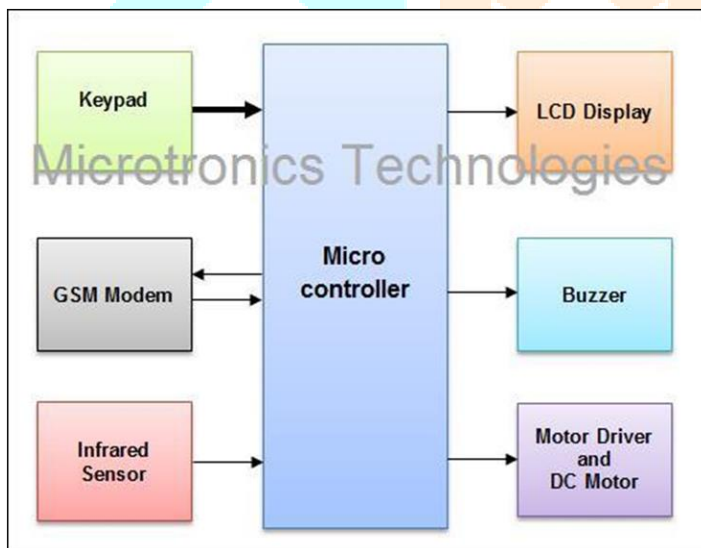 Keypad
LCD Display
Microtronics Technologies
GSM Modem
Micro
controller
Buzzer
Infrared
Sensor
Motor Driver
and
DC Motor